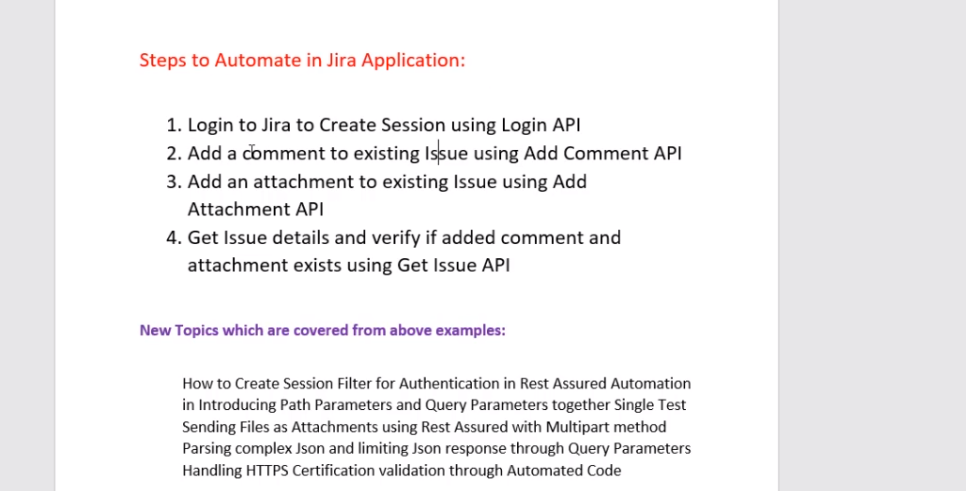 Steps to Automate in Jira Application:
1. Login to Jira to Create Session using Login API
2. Add a comment to existing Issue using Add Comment API
3. Add an attachment to existing Issue using Add
Attachment API
4. Get Issue details and verify if added comment and
attachment exists using Get Issue API
New Topics which are covered from above examples:
How to Create Session Filter for Authentication in Rest Assured Automation
in Introducing Path Parameters and Query Parameters together Single Test
Sending Files as Attachments using Rest Assured with Multipart method
Parsing complex Json and limiting Json response through Query Parameters
Handling HTTPS Certification validation through Automated Code